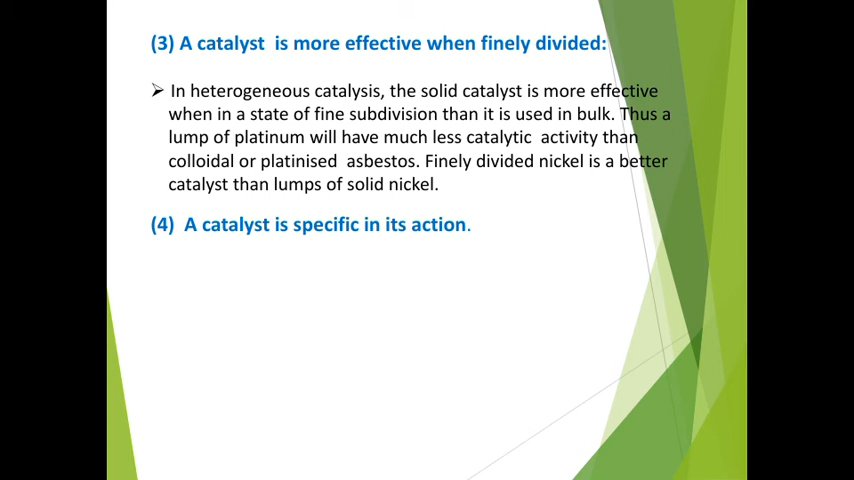 (3) A catalyst is more effective when finely divided:
➢ In heterogeneous catalysis, the solid catalyst is more effective
when in a state of fine subdivision than it is used in bulk. Thus a
lump of platinum will have much less catalytic activity than
colloidal or platinised asbestos. Finely divided nickel is a better
catalyst than lumps of solid nickel.
(4) A catalyst is specific in its action.